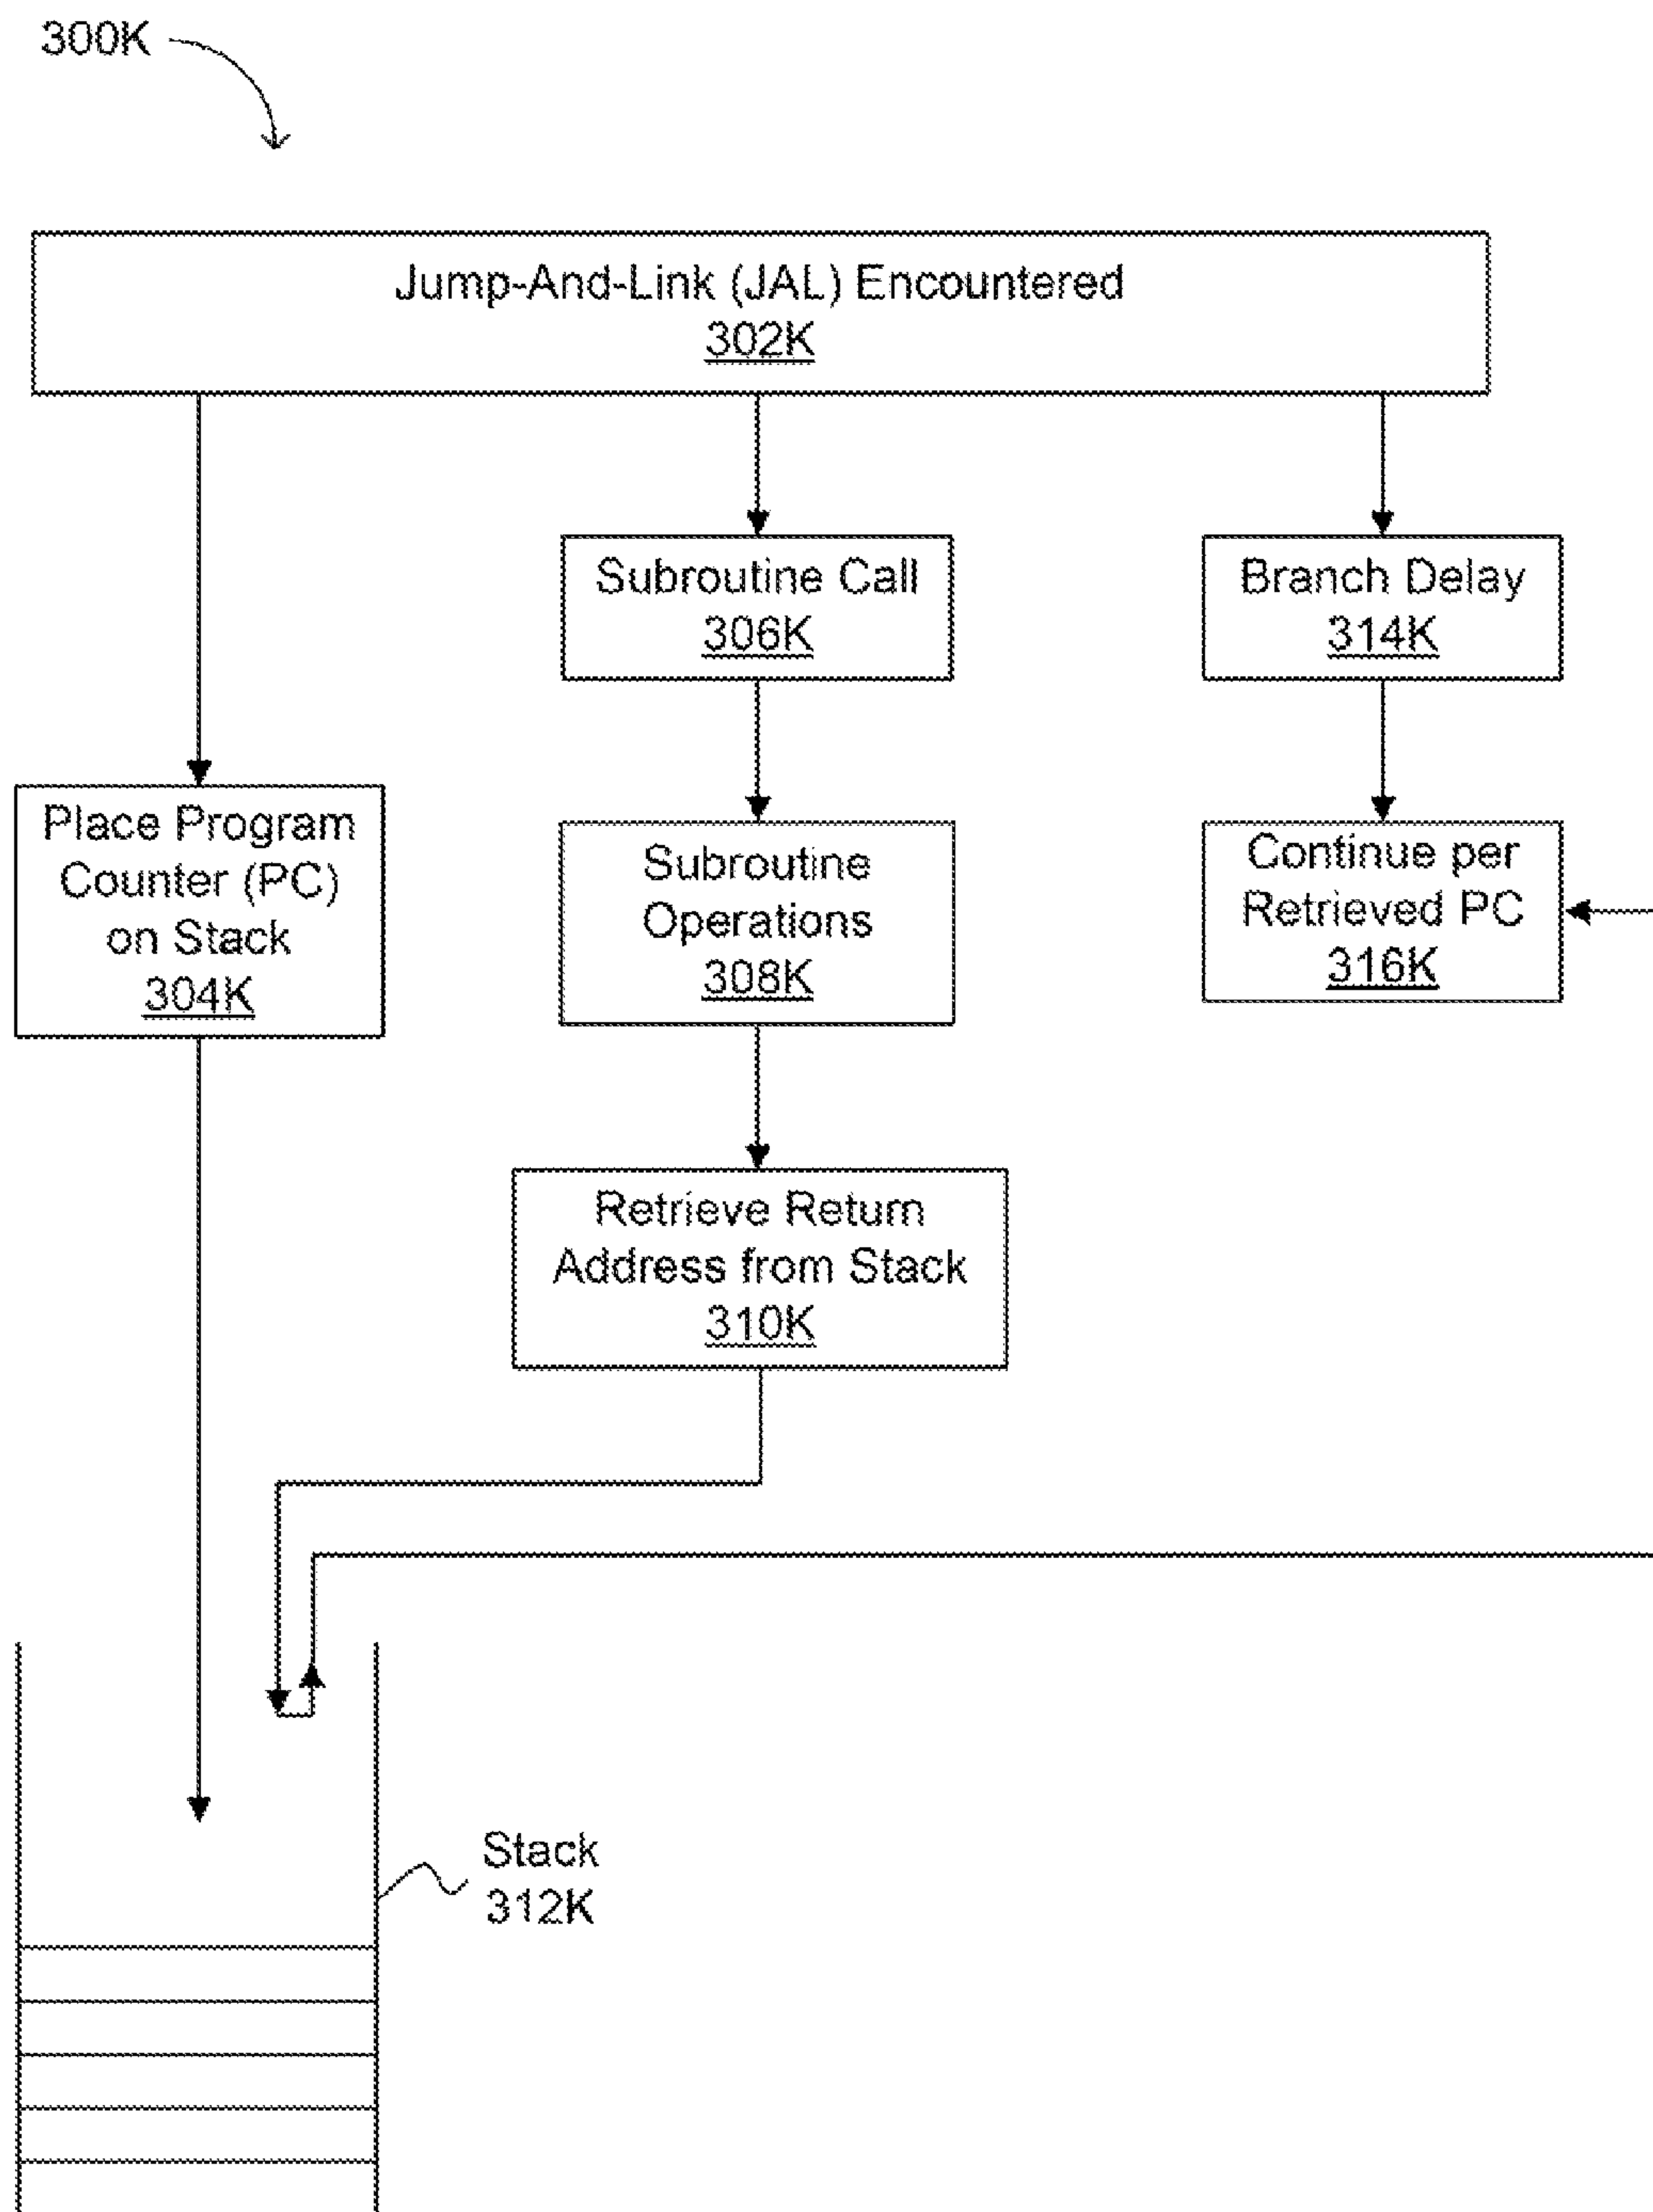 300K
Jump-And-Link (JAL) Encountered
302K
Subroutine Call
306K
Branch Delay
314K
Place Program
Counter (PC)
on Stack
304K
Subroutine
Operations
308K
Continue per
Retrieved PC
316K
Retrieve Return
Address from Stack
310K
Stack
312K